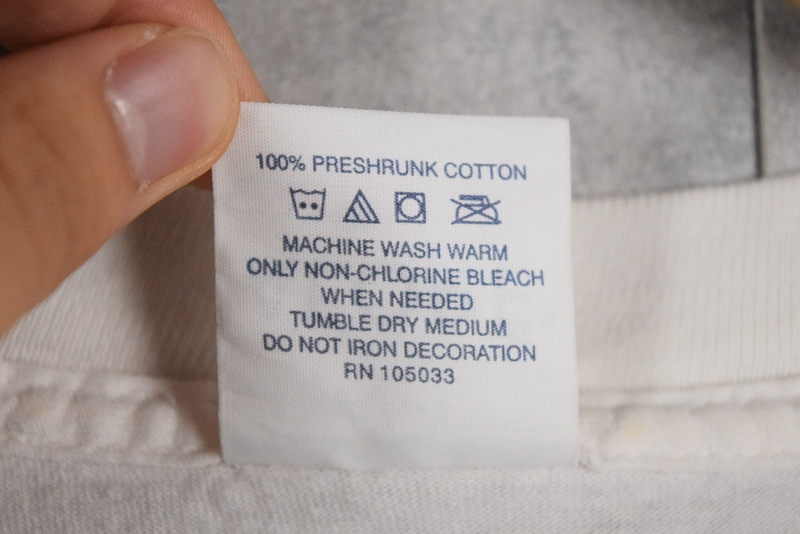 100% PRESHRUNK COTTON
MACHINE WASH WARM
ONLY NON-CHLORINE BLEACH
WHEN NEEDED
TUMBLE DRY MEDIUM
DO NOT IRON DECORATION
RN 105033